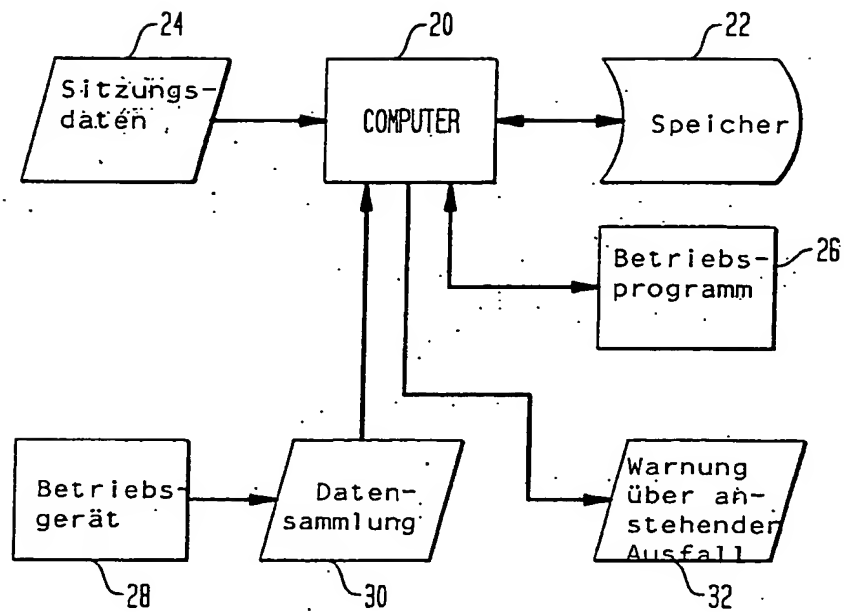 24
20
22
Sitzungs-
daten
COMPUTER
Speicher
Betriebs-
programm
26
Betriebs-
gerät
Daten-
sammlung
Warnung
über an-
stehender
Ausfall
28
30
32